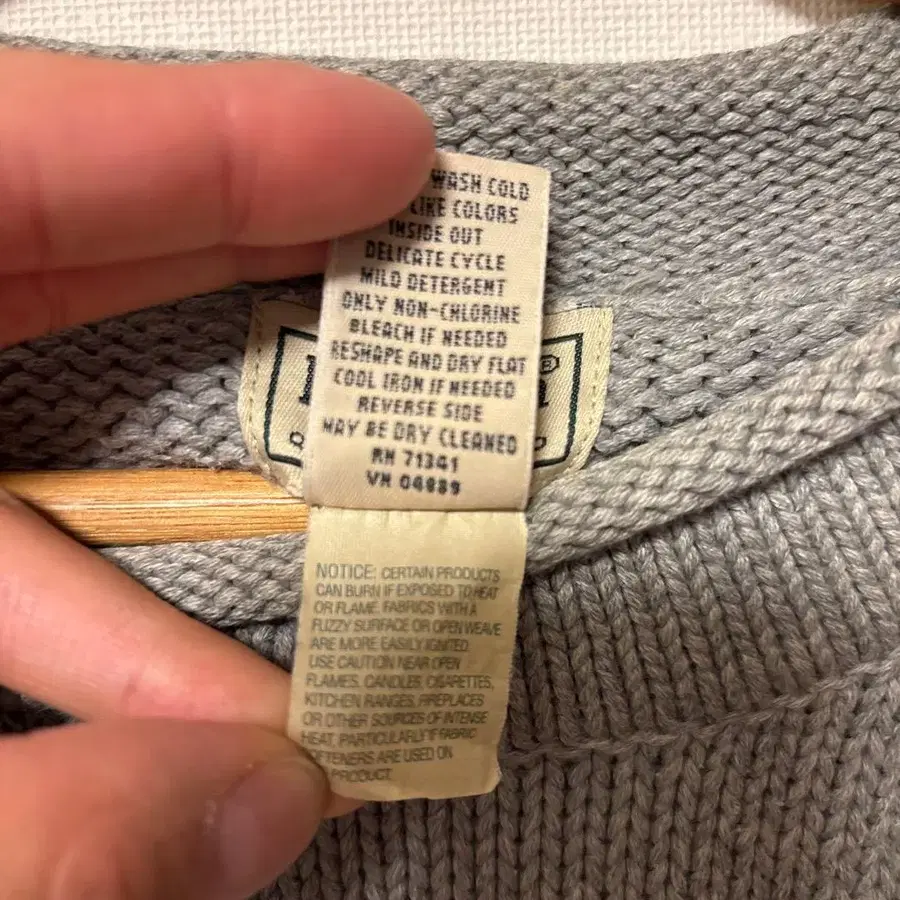 WASH COLD
LIKE COLORS
INSIDE OUT
DELICATE CYCLE
MILD DETERGENT
ONLY NON-CHLORINE
BLEACH IF NEEDED
RESHAPE AND DRY FLAT
COOL IRON IF NEEDED
REVERSE SIDE
MAY BE DRY CLEANED
RN 71341
VN 04889
®
NOTICE: CERTAIN PRODUCTS
CAN BURN IF EXPOSED TO HEAT
OR FLAME. FABRICS WITH A
FUZZY SURFACE OR OPEN WEAVE
ARE MORE EASILY IGNITED.
USE CAUTION NEAR OPEN
FLAMES, CANDLES, CIGARETTES,
KITCHEN RANGES, FIREPLACES
OR OTHER SOURCES OF INTENSE
HEAT, PARTICULARLY IF FABRIC
SOFTENERS ARE USED ON
PRODUCT.